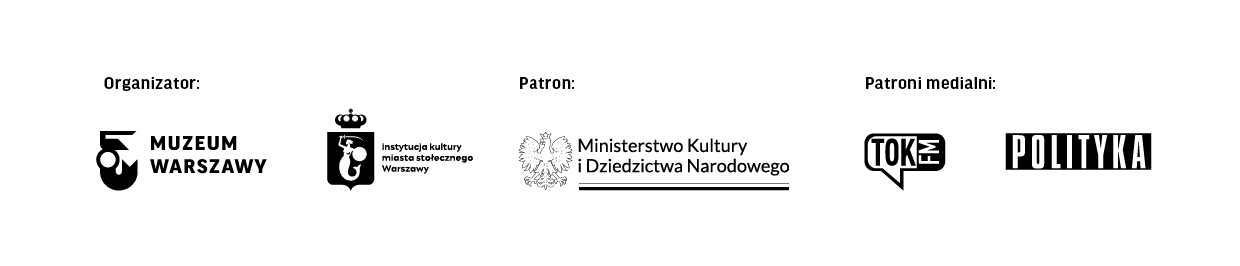 Organizator:
MUZEUM
WARSZAWY
instytucja kultury
miasta stołecznego
Warszawy
Patron:
Ministerstwo Kultury
i Dziedzictwa Narodowego
Patroni medialni:
TOK FM
POLITYKA